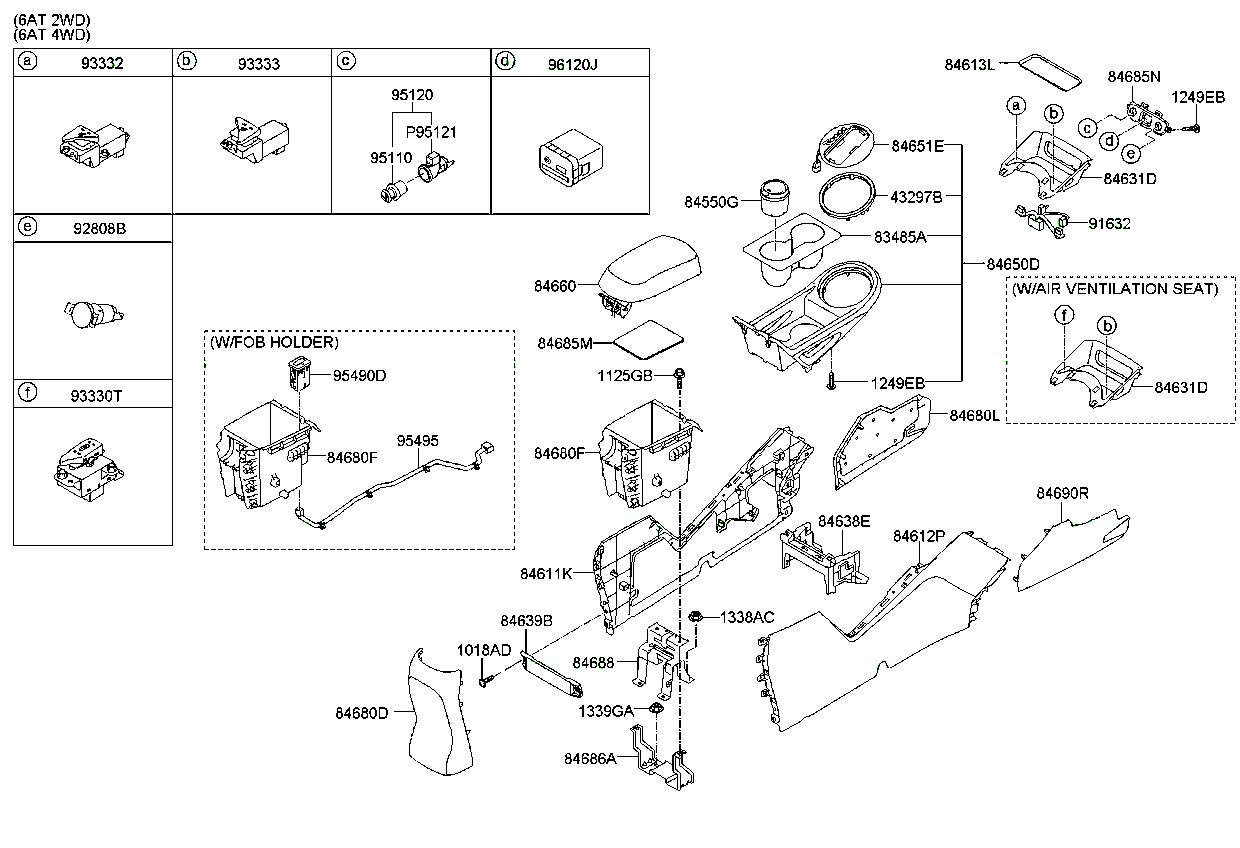 (6AT 2WD)
(6AT 4WD)
a 93332
b 93333
c
d 96120J
95120
P95121
95110
e 92808B
f 93330T
(W/FOB HOLDER)
95490D
84680F
95495
84613L
84685N
1249EB
a
b
c
d
e
84631D
91632
84651E
43297B
84550G
83485A
84650D
84660
84685M
1125GB
1249EB
(W/AIR VENTILATION SEAT)
f
b
84631D
84680L
84680F
84690R
84638E
84612P
84611K
84639B
1338AC
1018AD
84688
84680D
1339GA
84686A